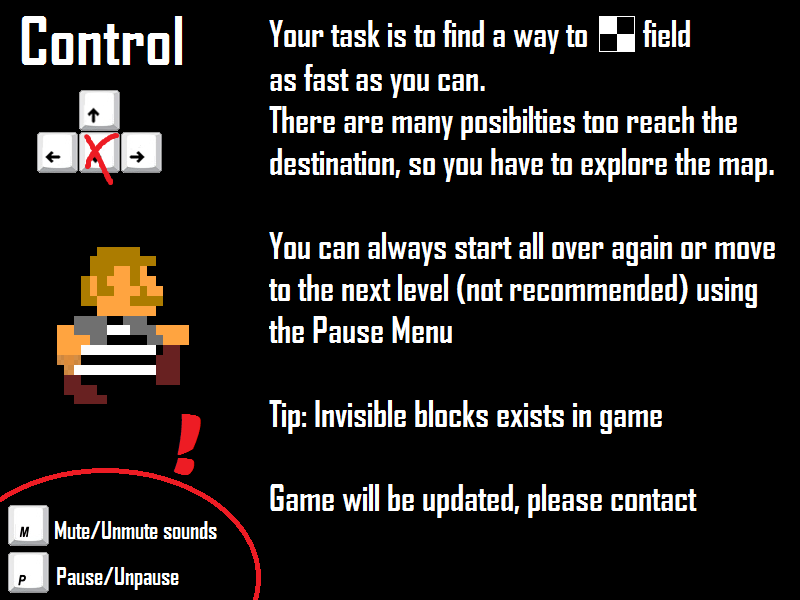 Control
Your task is to find a way to field
as fast as you can.
There are many posibilties too reach the
destination, so you have to explore the map.
You can always start all over again or move
to the next level (not recommended) using
the Pause Menu
Tip: Invisible blocks exists in game
Game will be updated, please contact
!
M Mute/Unmute sounds
P Pause/Unpause